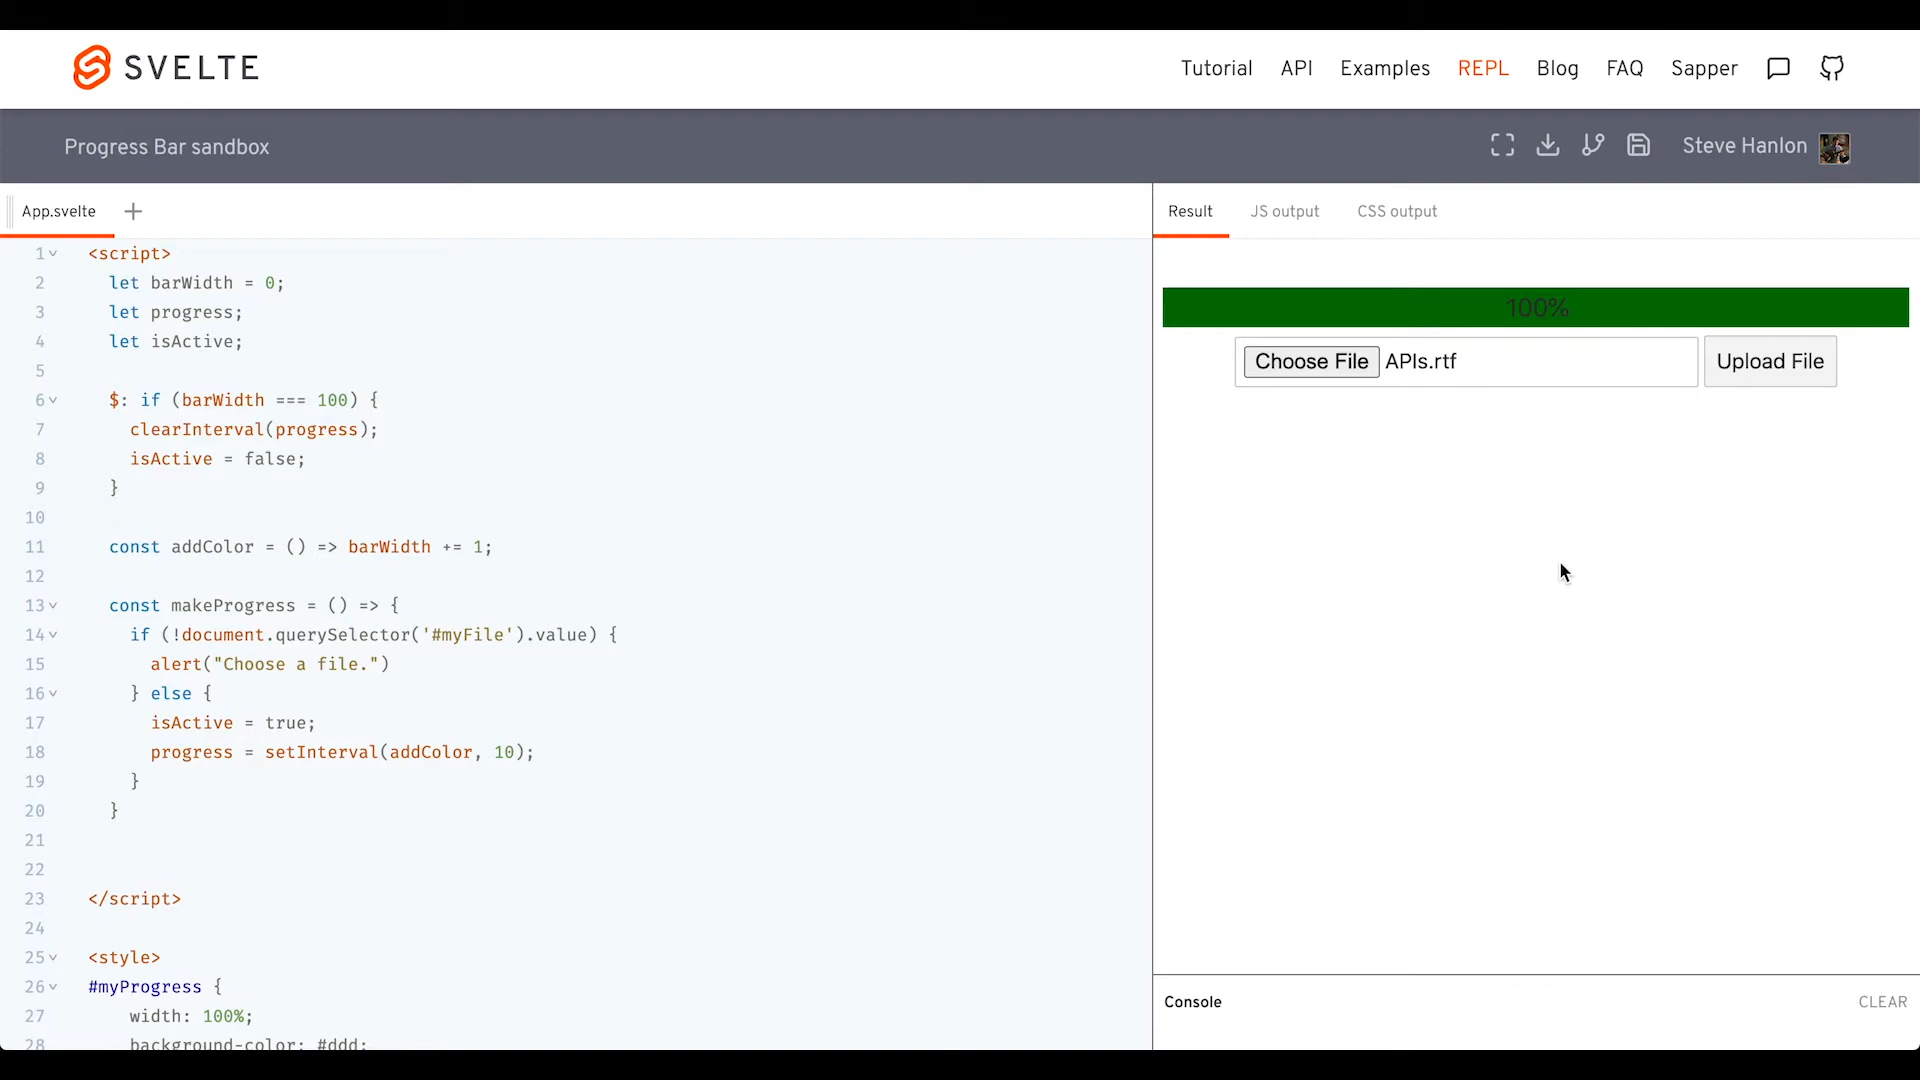 SVELTE
Tutorial API Examples REPL Blog FAQ Sapper
Progress Bar sandbox
Steve Hanlon
App.svelte +
1 <script>
2 let barWidth = 0;
3 let progress;
4 let isActive;
5
6 $: if (barWidth === 100) {
7 clearInterval(progress);
8 isActive = false;
9 }
10
11 const addColor = () => barWidth += 1;
12
13 const makeProgress = () => {
14 if (!document.querySelector('#myFile').value) {
15 alert("Choose a file.")
16 } else {
17 isActive = true;
18 progress = setInterval(addColor, 10);
19 }
20 }
21
22
23 </script>
24
25 <style>
26 #myProgress {
27 width: 100%;
28 background-color: #ddd;
Result JS output CSS output
100%
Choose File APIs.rtf Upload File
Console CLEAR